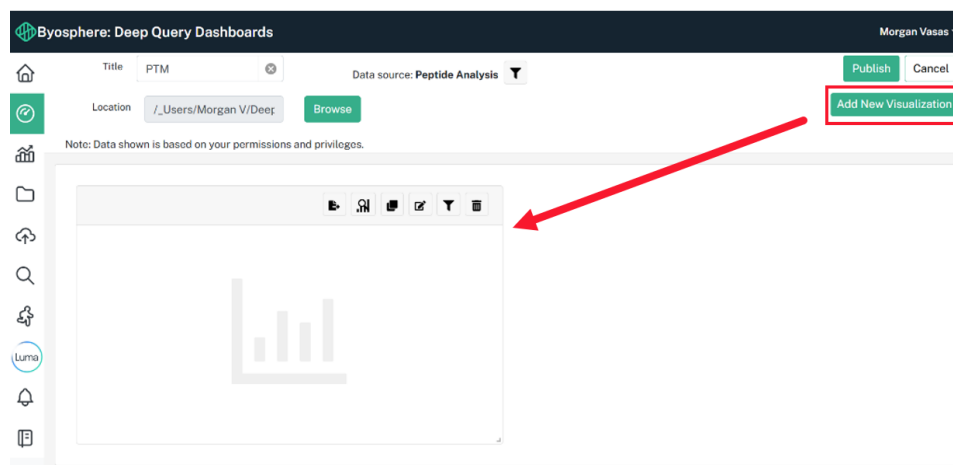 Byosphere: Deep Query Dashboards
Morgan Vasas
Title
PTM
Data source: Peptide Analysis
Publish
Cancel
Location
/_Users/Morgan V/Deep
Browse
Add New Visualization
Note: Data shown is based on your permissions and privileges.
Luma